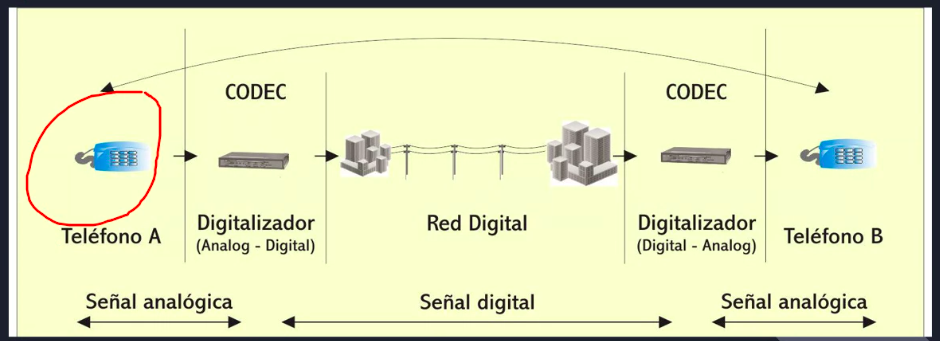 CODEC
CODEC
Teléfono A
Digitalizador
(Analog - Digital)
Red Digital
Digitalizador
(Digital - Analog)
Teléfono B
Señal analógica
Señal digital
Señal analógica